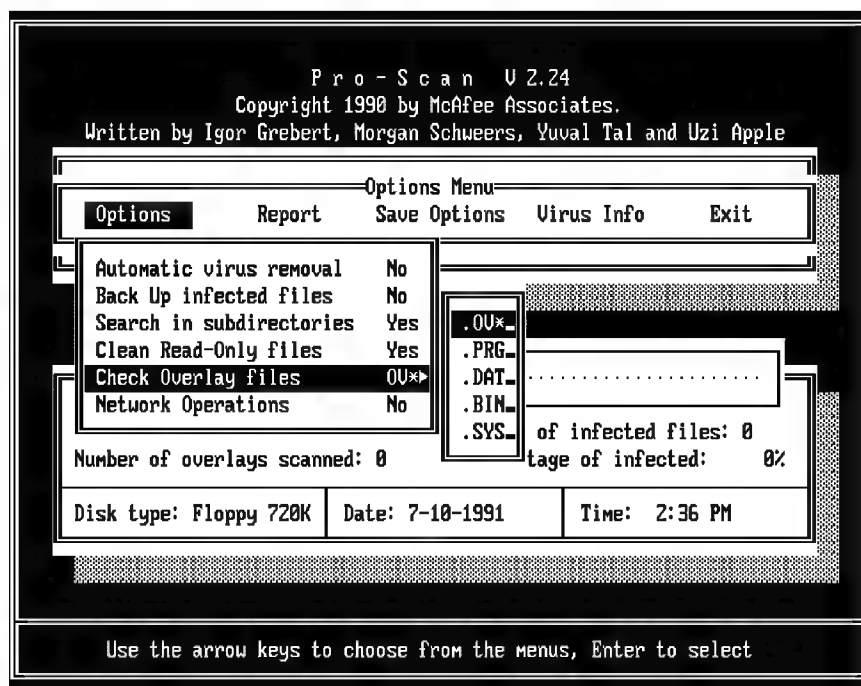 Pro-Scan V 2.24
Copyright 1990 by McAfee Associates.
Written by Igor Grebert, Morgan Schweers, Yuval Tal and Uzi Apple
Options Menu
Options Report Save Options Virus Info Exit
Automatic virus removal No
Back Up infected files No
Search in subdirectories Yes
Clean Read-Only files Yes
Check Overlay files OV*►
Network Operations No
.OV*
.PRG
.DAT
.BIN
.SYS
of infected files: 0
Number of overlays scanned: 0 tage of infected: 0%
Disk type: Floppy 720K Date: 7-10-1991 Time: 2:36 PM
Use the arrow keys to choose from the menus, Enter to select